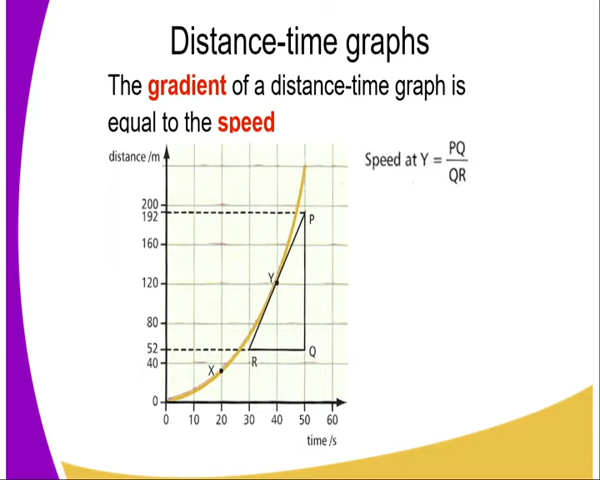 Distance-time graphs
The gradient of a distance-time graph is
equal to the speed
distance /m
Speed at Y = PQ
QR
200
192
P
160
Y
120
80
52
Q
R
40
X
0
0 10 20 30 40 50 60
time /s